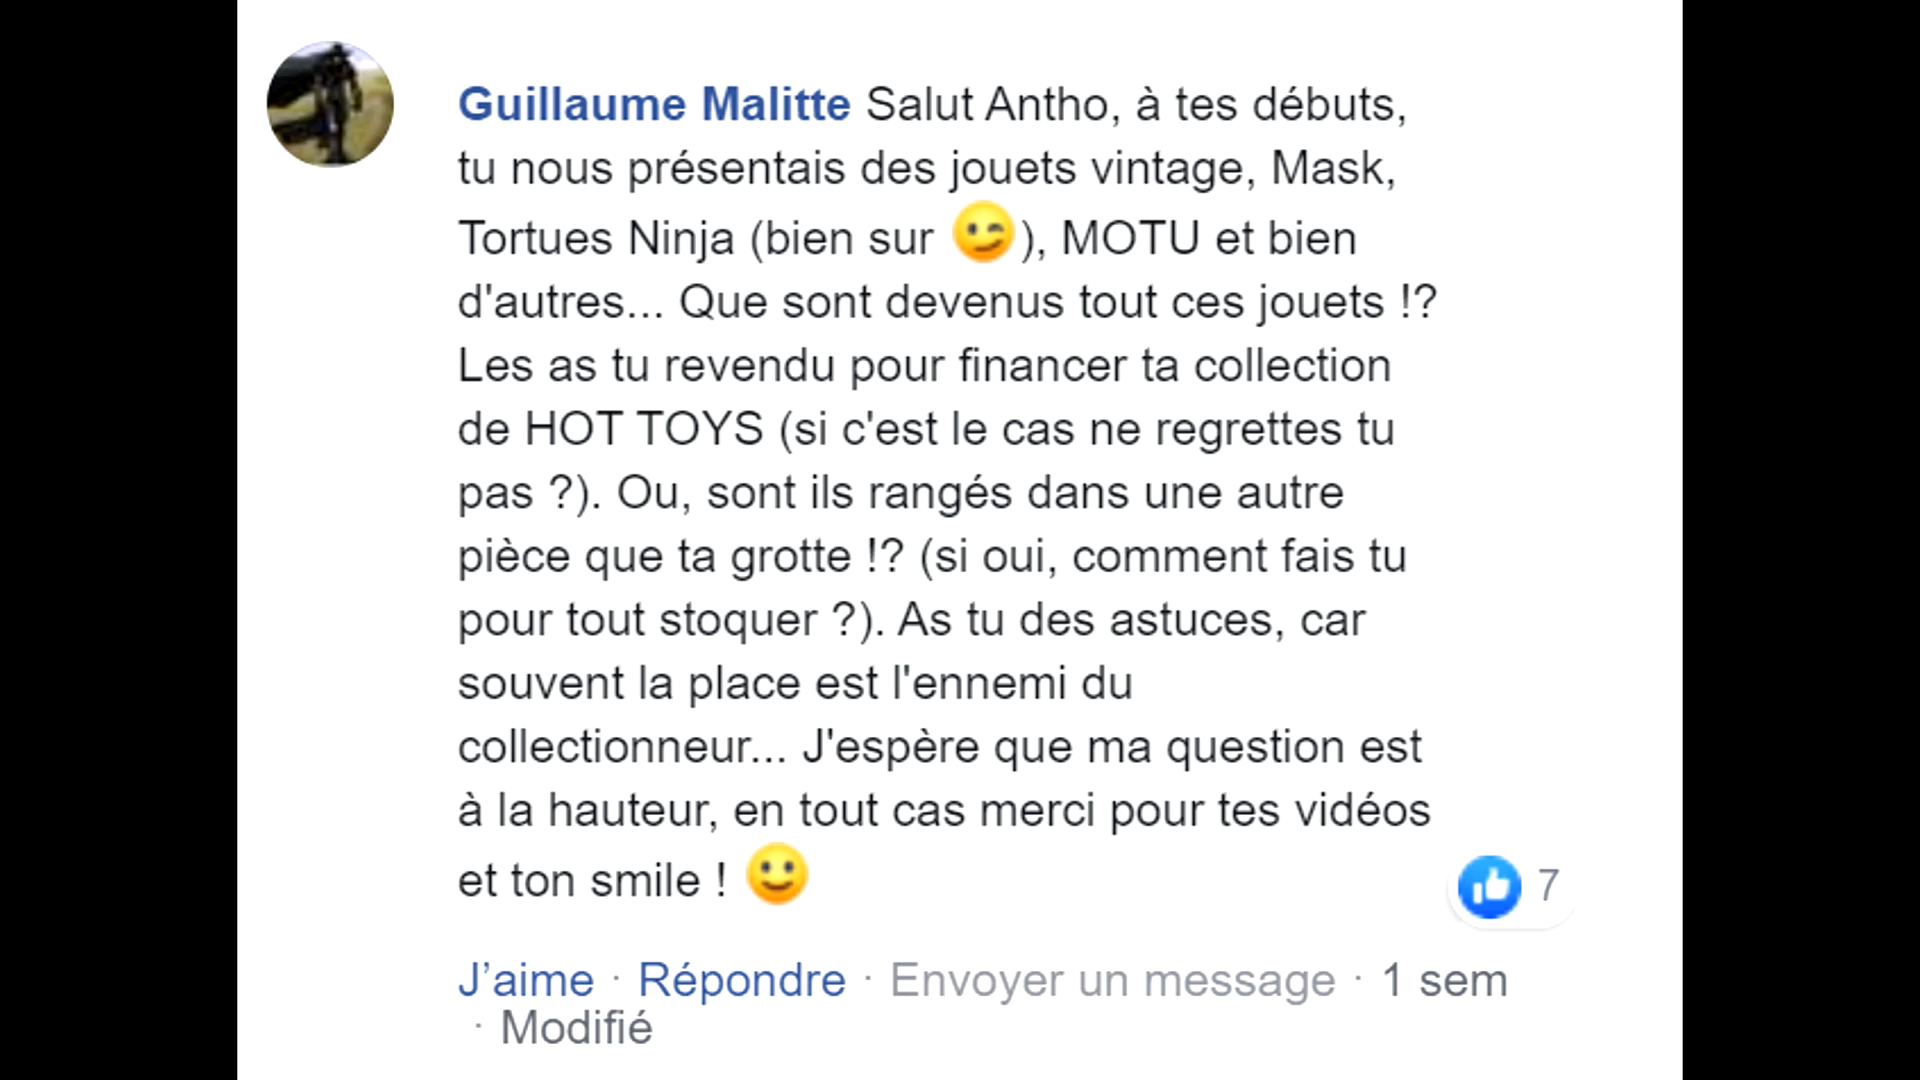 Guillaume Malitte Salut Antho, à tes débuts,
tu nous présentais des jouets vintage, Mask,
Tortues Ninja (bien sur 😉), MOTU et bien
d'autres... Que sont devenus tout ces jouets !?
Les as tu revendu pour financer ta collection
de HOT TOYS (si c'est le cas ne regrettes tu
pas ?). Ou, sont ils rangés dans une autre
pièce que ta grotte !? (si oui, comment fais tu
pour tout stoquer ?). As tu des astuces, car
souvent la place est l'ennemi du
collectionneur... J'espère que ma question est
à la hauteur, en tout cas merci pour tes vidéos
et ton smile ! 🙂
7
J’aime · Répondre · Envoyer un message · 1 sem
· Modifié